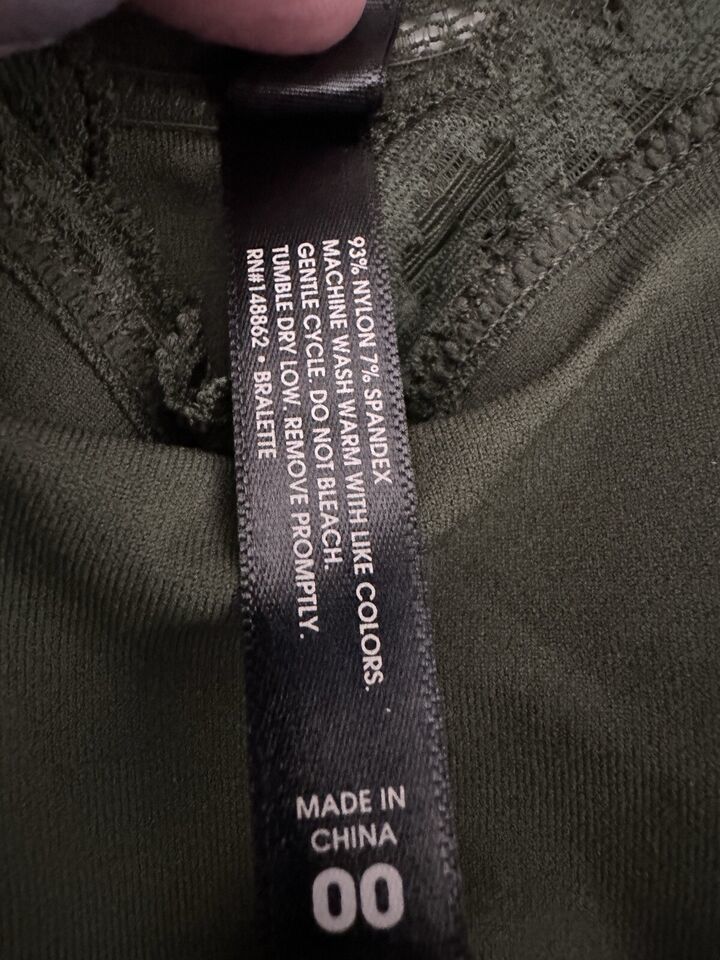 93% NYLON 7% SPANDEX
MACHINE WASH WARM WITH LIKE COLORS.
GENTLE CYCLE. DO NOT BLEACH.
TUMBLE DRY LOW. REMOVE PROMPTLY.
RN#148862 • BRALETTE
MADE IN
CHINA
00